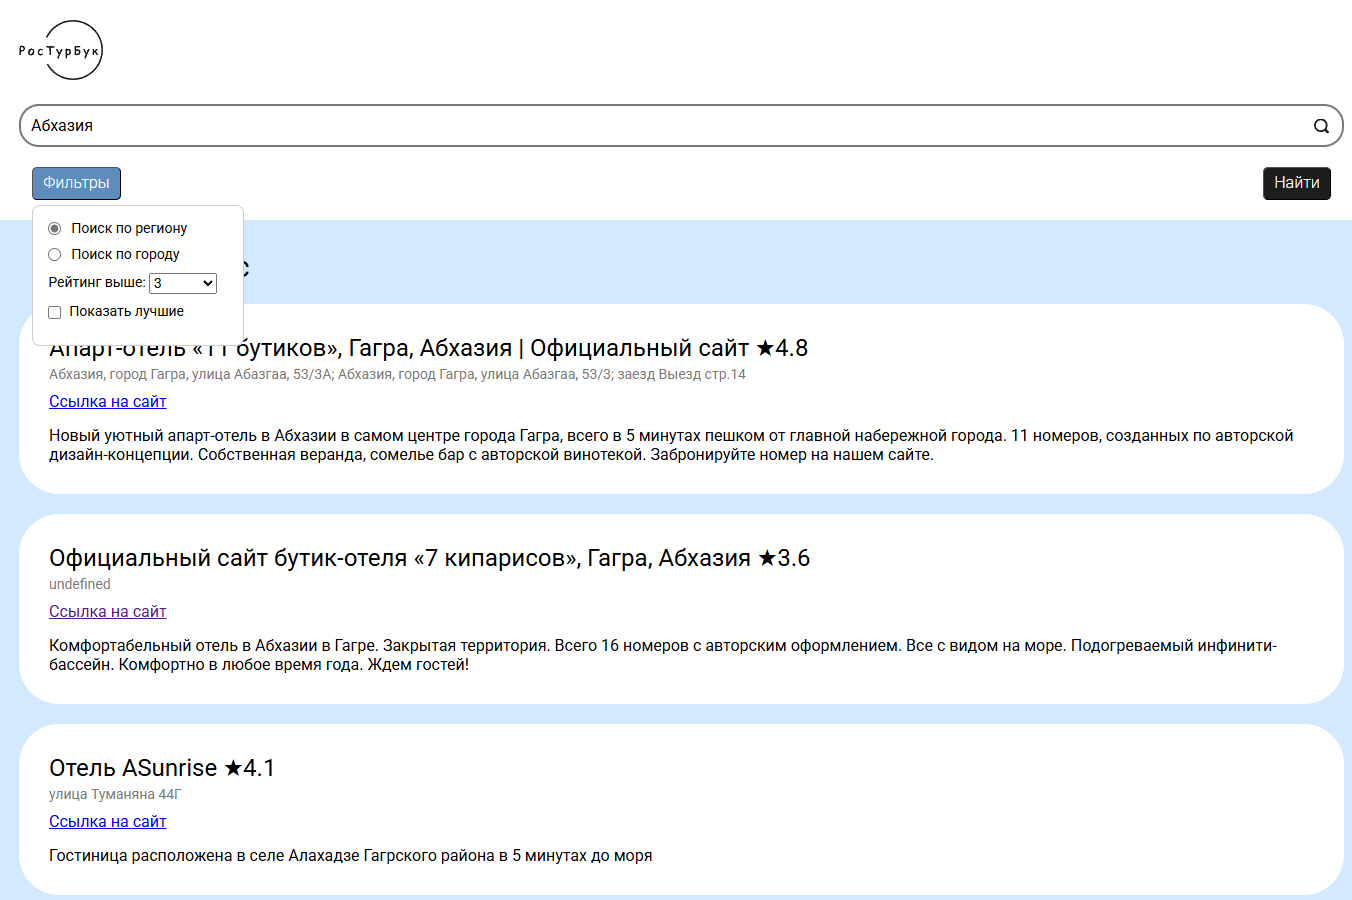 РосТурБук
Абхазия
Фильтры
Найти
Поиск по региону
Поиск по городу
Рейтинг выше: 3
Показать лучшие
Апарт-отель «11 бутиков», Гагра, Абхазия | Официальный сайт ★4.8
Абхазия, город Гагра, улица Абазгаа, 53/3А; Абхазия, город Гагра, улица Абазгаа, 53/3; заезд Выезд стр.14
Ссылка на сайт
Новый уютный апарт-отель в Абхазии в самом центре города Гагра, всего в 5 минутах пешком от главной набережной города. 11 номеров, созданных по авторской
дизайн-концепции. Собственная веранда, сомелье бар с авторской винотекой. Забронируйте номер на нашем сайте.
Официальный сайт бутик-отеля «7 кипарисов», Гагра, Абхазия ★3.6
undefined
Ссылка на сайт
Комфортабельный отель в Абхазии в Гагре. Закрытая территория. Всего 16 номеров с авторским оформлением. Все с видом на море. Подогреваемый инфинити-
бассейн. Комфортно в любое время года. Ждем гостей!
Отель ASunrise ★4.1
улица Туманяна 44Г
Ссылка на сайт
Гостиница расположена в селе Алахадзе Гагрского района в 5 минутах до моря